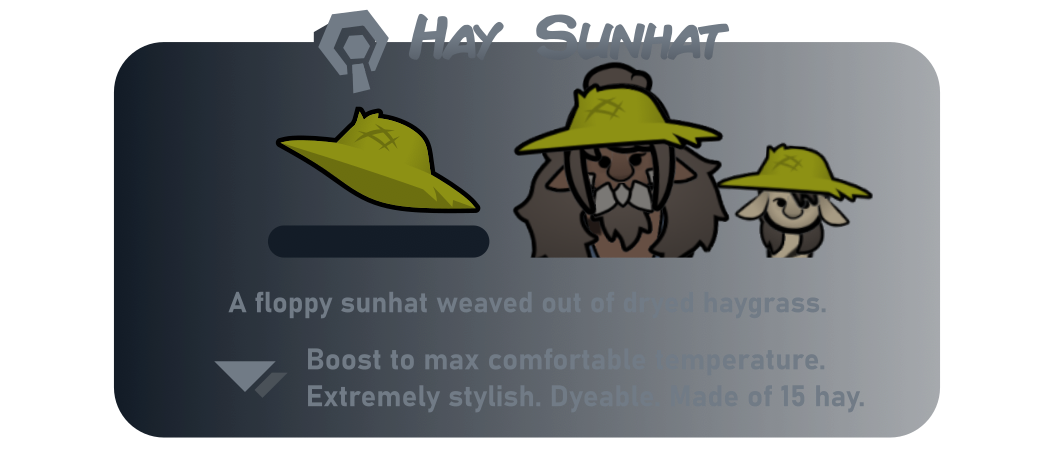 Hay Sunhat
A floppy sunhat weaved out of dried haygrass.
Boost to max comfortable temperature.
Extremely stylish. Dyeable. Made of 15 hay.